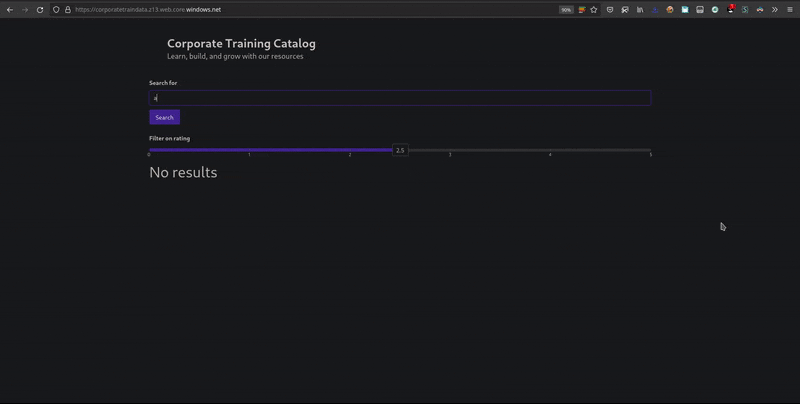 https://corporatetraindata.z13.web.core.windows.net
90%
Corporate Training Catalog
Learn, build, and grow with our resources
Search for
a
Search
Filter on rating
2.5
0 1 2 3 4 5
No results